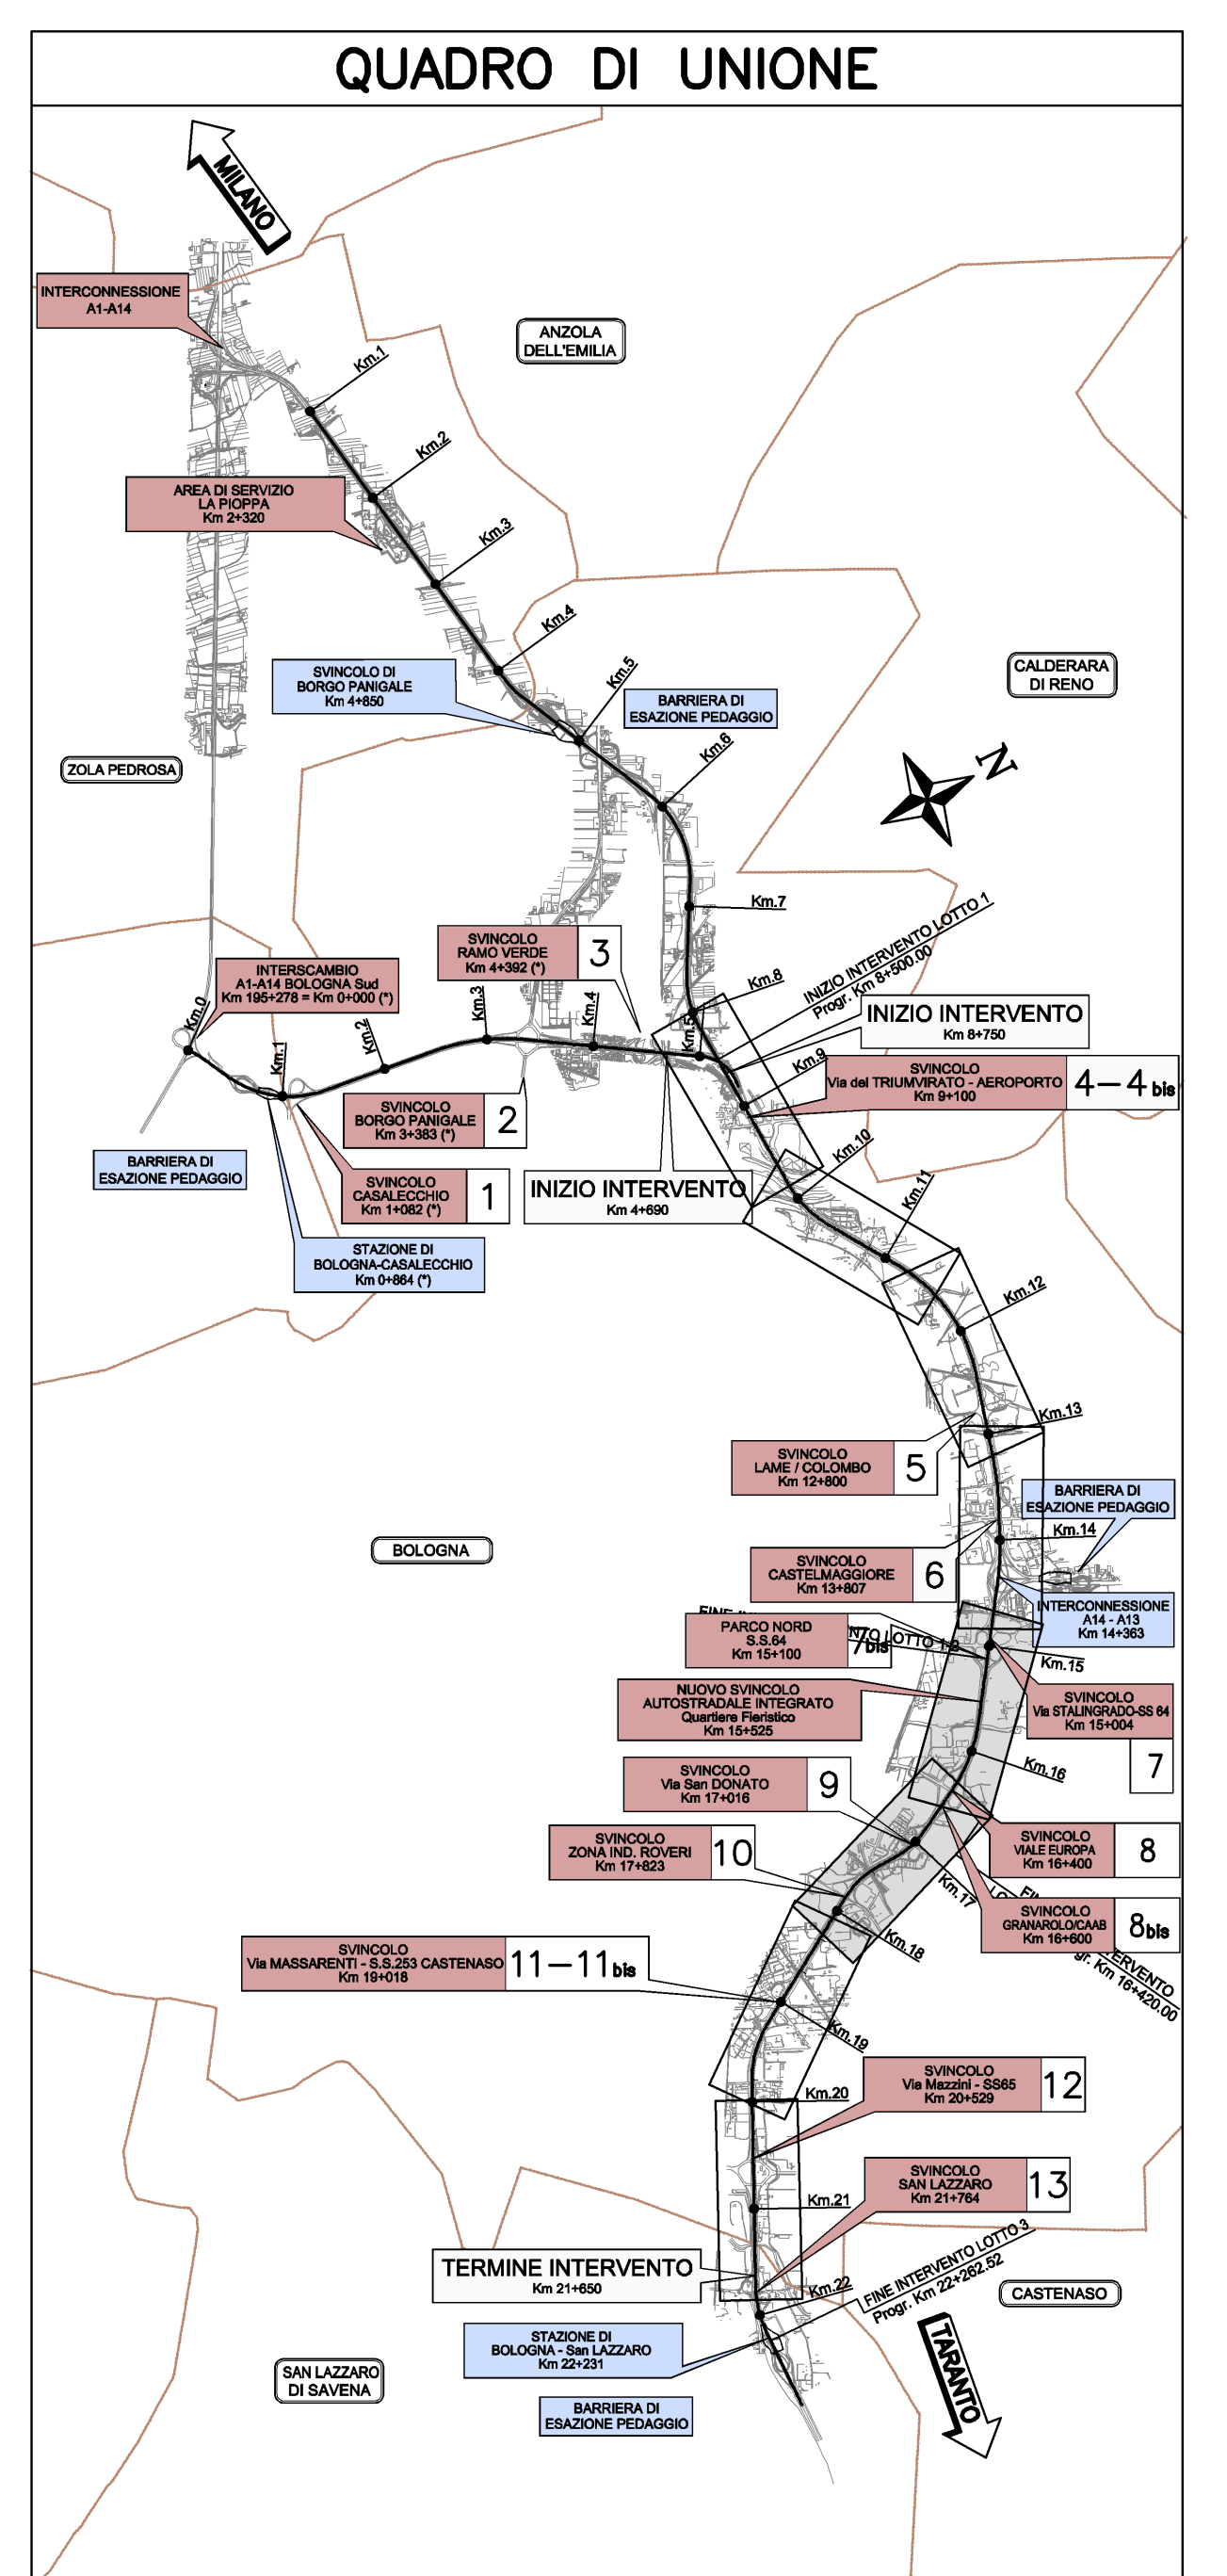 QUADRO DI UNIONE
MILANO
INTERCONNESSIONE
A1-A14
ANZOLA
DELL'EMILIA
Km.1
Km.2
AREA DI SERVIZIO
LA PIOPPA
Km 2+320
Km.3
Km.4
SVINCOLO DI
BORGO PANIGALE
Km 4+850
Km.5
BARRIERA DI
ESAZIONE PEDAGGIO
CALDERARA
DI RENO
Km.6
ZOLA PEDROSA
N
Km.7
INIZIO INTERVENTO LOTTO 1
Progr. Km 8+500.00
SVINCOLO
RAMO VERDE
Km 4+392 (*)
3
INTERSCAMBIO
A1-A14 BOLOGNA Sud
Km 195+278 = Km 0+000 (*)
Km.0
Km.1
Km.2
Km.3
Km.4
Km.5
Km.8
INIZIO INTERVENTO
Km 8+750
Km.9
SVINCOLO
Via del TRIUMVIRATO - AEROPORTO
Km 9+100
4-4 bis
SVINCOLO
BORGO PANIGALE
Km 3+383 (*)
2
BARRIERA DI
ESAZIONE PEDAGGIO
SVINCOLO
CASALECCHIO
Km 1+082 (*)
1
INIZIO INTERVENTO
Km 4+690
Km.10
Km.11
STAZIONE DI
BOLOGNA-CASALECCHIO
Km 0+864 (*)
Km.12
Km.13
SVINCOLO
LAME / COLOMBO
Km 12+800
5
BARRIERA DI
ESAZIONE PEDAGGIO
Km.14
BOLOGNA
SVINCOLO
CASTELMAGGIORE
Km 13+807
6
INTERCONNESSIONE
A14 - A13
Km 14+363
PARCO NORD
S.S.64
Km 15+100
7bis
LOTTO 1-2
Km.15
NUOVO SVINCOLO
AUTOSTRADALE INTEGRATO
Quartiere Fieristico
Km 15+525
SVINCOLO
Via STALINGRADO-SS 64
Km 15+004
7
Km.16
SVINCOLO
Via San DONATO
Km 17+016
9
SVINCOLO
VIALE EUROPA
Km 16+400
8
SVINCOLO
ZONA IND. ROVERI
Km 17+823
10
Km.17
SVINCOLO
GRANAROLO/CAAB
Km 16+600
8bis
Km 16+420.00
Km.18
SVINCOLO
Via MASSARENTI - S.S.253 CASTENASO
Km 19+018
11-11bis
Km.19
SVINCOLO
Via Mazzini - SS65
Km 20+529
12
Km.20
SVINCOLO
SAN LAZZARO
Km 21+764
13
Km.21
TERMINE INTERVENTO
Km 21+650
Km.22
FINE INTERVENTO LOTTO 3
Progr. Km 22+262.52
CASTENASO
STAZIONE DI
BOLOGNA - San LAZZARO
Km 22+231
TARANTO
SAN LAZZARO
DI SAVENA
BARRIERA DI
ESAZIONE PEDAGGIO